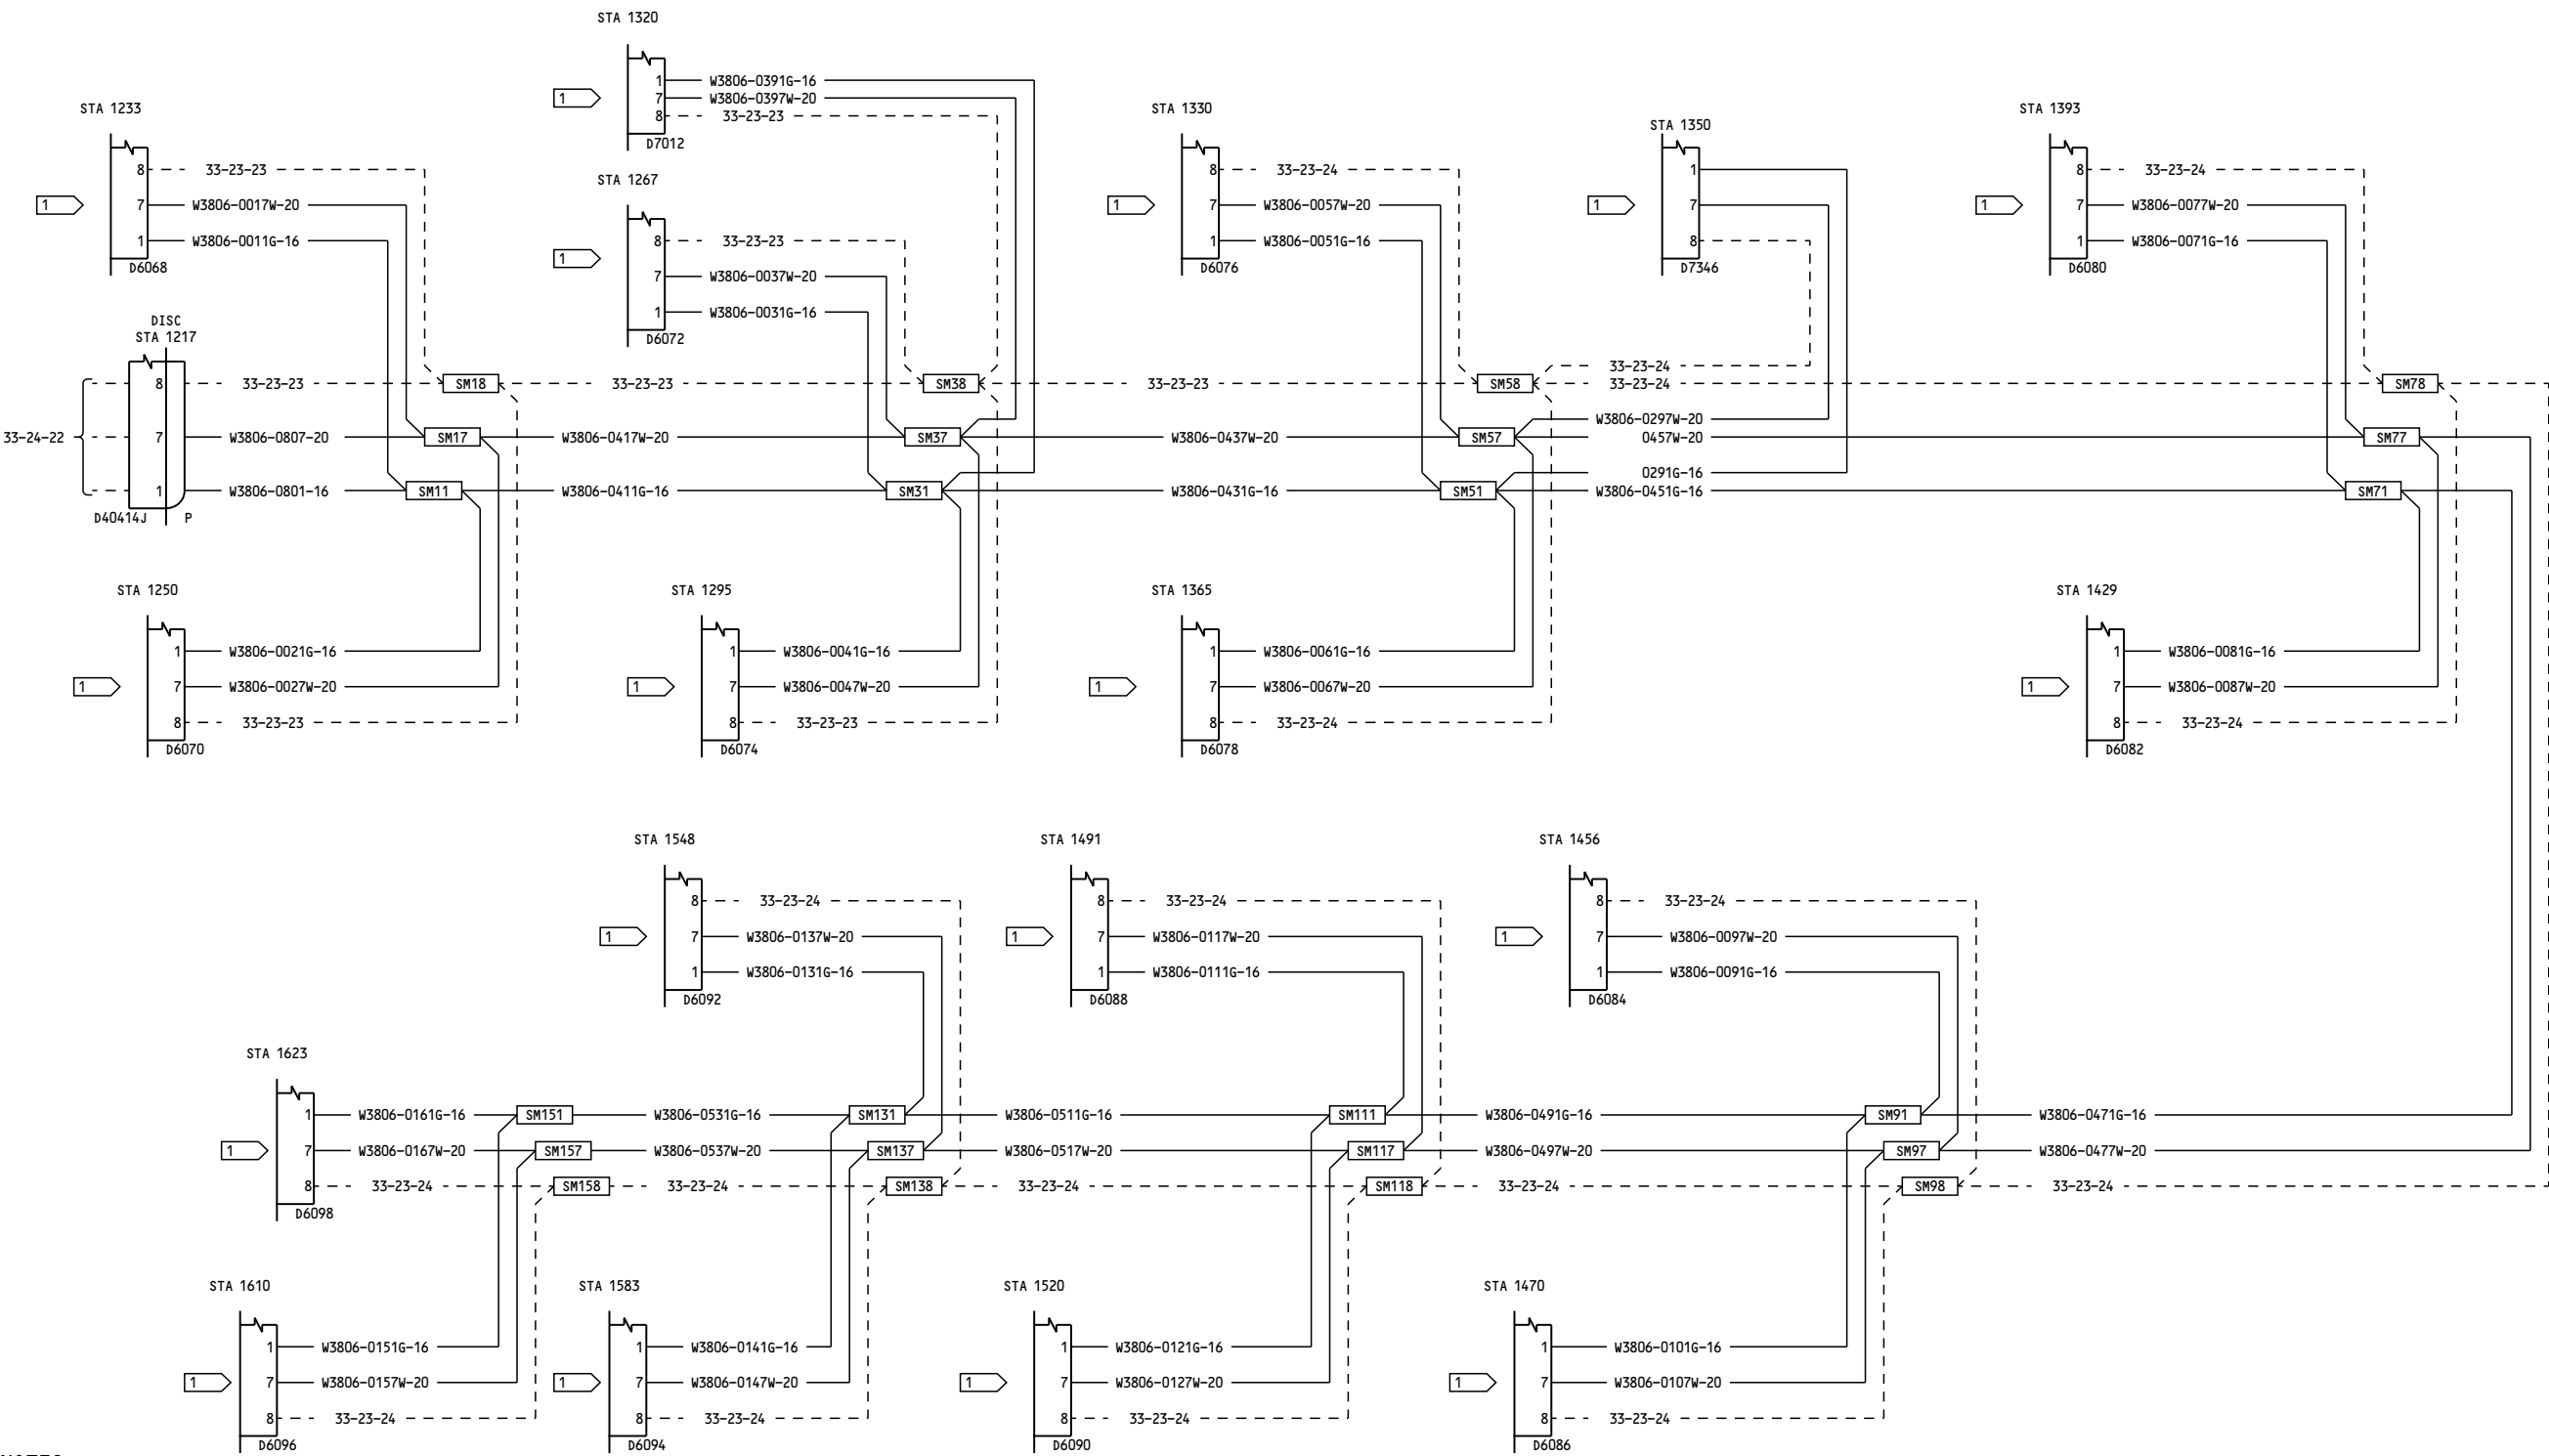 STA 1320
1 W3806-0391G-16
7 W3806-0397W-20
8 33-23-23
1
D7012
STA 1233
8 33-23-23
7 W3806-0017W-20
1 W3806-0011G-16
1
D6068
STA 1267
8 33-23-23
7 W3806-0037W-20
1 W3806-0031G-16
1
D6072
STA 1330
8 33-23-24
7 W3806-0057W-20
1 W3806-0051G-16
1
D6076
STA 1350
1
7
8
1
D7346
STA 1393
8 33-23-24
7 W3806-0077W-20
1 W3806-0071G-16
1
D6080
DISC
STA 1217
33-23-24
8 33-23-23 SM18 33-23-23 SM38 33-23-23 SM58 33-23-24 SM78
W3806-0297W-20
33-24-22 7 W3806-0807-20 SM17 W3806-0417W-20 SM37 W3806-0437W-20 SM57 0457W-20 SM77
0291G-16
1 W3806-0801-16 SM11 W3806-0411G-16 SM31 W3806-0431G-16 SM51 W3806-0451G-16 SM71
D40414J P
STA 1250
1 W3806-0021G-16
7 W3806-0027W-20
8 33-23-23
1
D6070
STA 1295
1 W3806-0041G-16
7 W3806-0047W-20
8 33-23-23
1
D6074
STA 1365
1 W3806-0061G-16
7 W3806-0067W-20
8 33-23-24
1
D6078
STA 1429
1 W3806-0081G-16
7 W3806-0087W-20
8 33-23-24
1
D6082
STA 1548
8 33-23-24
7 W3806-0137W-20
1 W3806-0131G-16
1
D6092
STA 1491
8 33-23-24
7 W3806-0117W-20
1 W3806-0111G-16
1
D6088
STA 1456
8 33-23-24
7 W3806-0097W-20
1 W3806-0091G-16
1
D6084
STA 1623
1 W3806-0161G-16 SM151 W3806-0531G-16 SM131 W3806-0511G-16 SM111 W3806-0491G-16 SM91 W3806-0471G-16
1 7 W3806-0167W-20 SM157 W3806-0537W-20 SM137 W3806-0517W-20 SM117 W3806-0497W-20 SM97 W3806-0477W-20
8 33-23-24 SM158 33-23-24 SM138 33-23-24 SM118 33-23-24 SM98 33-23-24
D6098
STA 1610
1 W3806-0151G-16
7 W3806-0157W-20
8 33-23-24
1
D6096
STA 1583
1 W3806-0141G-16
7 W3806-0147W-20
8 33-23-24
1
D6094
STA 1520
1 W3806-0121G-16
7 W3806-0127W-20
8 33-23-24
1
D6090
STA 1470
1 W3806-0101G-16
7 W3806-0107W-20
8 33-23-24
1
D6086